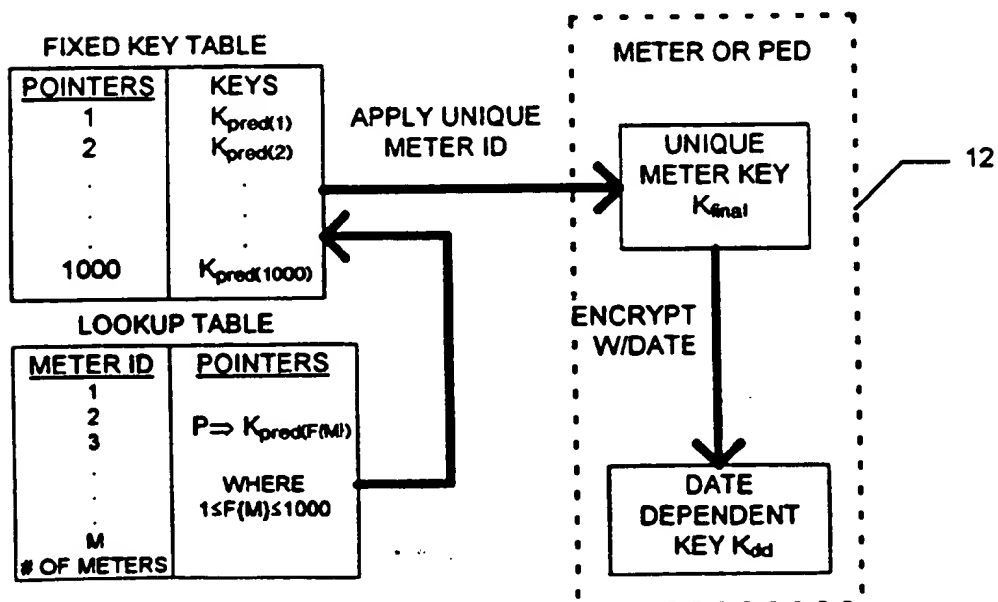 FIXED KEY TABLE
POINTERS KEYS
1 Kpred(1)
2 Kpred(2)
. .
. .
. .
1000 Kpred(1000)
LOOKUP TABLE
METER ID POINTERS
1
2
3
P⇒ Kpred(F(M))
.
.
.
WHERE
1≤F(M)≤1000
M
# OF METERS
APPLY UNIQUE
METER ID
METER OR PED
UNIQUE
METER KEY
Kfinal
12
ENCRYPT
W/DATE
DATE
DEPENDENT
KEY Kdd